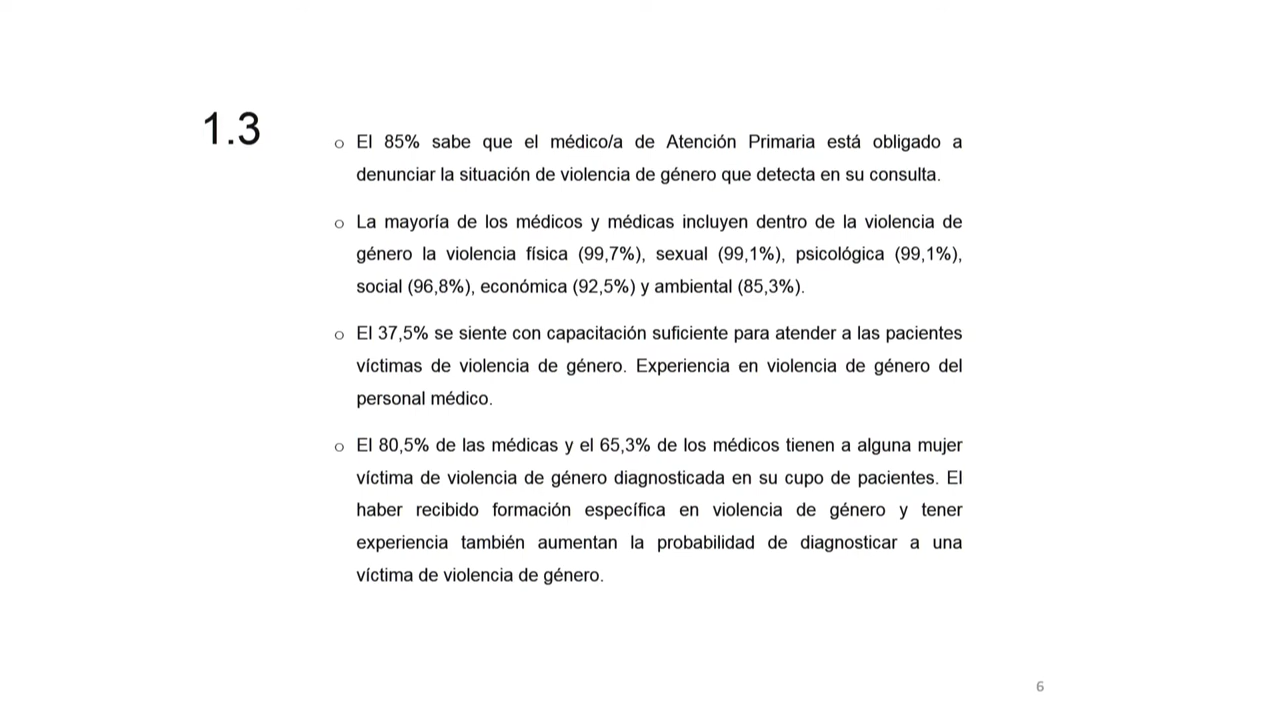 1.3
o El 85% sabe que el médico/a de Atención Primaria está obligado a
denunciar la situación de violencia de género que detecta en su consulta.
o La mayoría de los médicos y médicas incluyen dentro de la violencia de
género la violencia física (99,7%), sexual (99,1%), psicológica (99,1%),
social (96,8%), económica (92,5%) y ambiental (85,3%).
o El 37,5% se siente con capacitación suficiente para atender a las pacientes
víctimas de violencia de género. Experiencia en violencia de género del
personal médico.
o El 80,5% de las médicas y el 65,3% de los médicos tienen a alguna mujer
víctima de violencia de género diagnosticada en su cupo de pacientes. El
haber recibido formación específica en violencia de género y tener
experiencia también aumentan la probabilidad de diagnosticar a una
víctima de violencia de género.
6